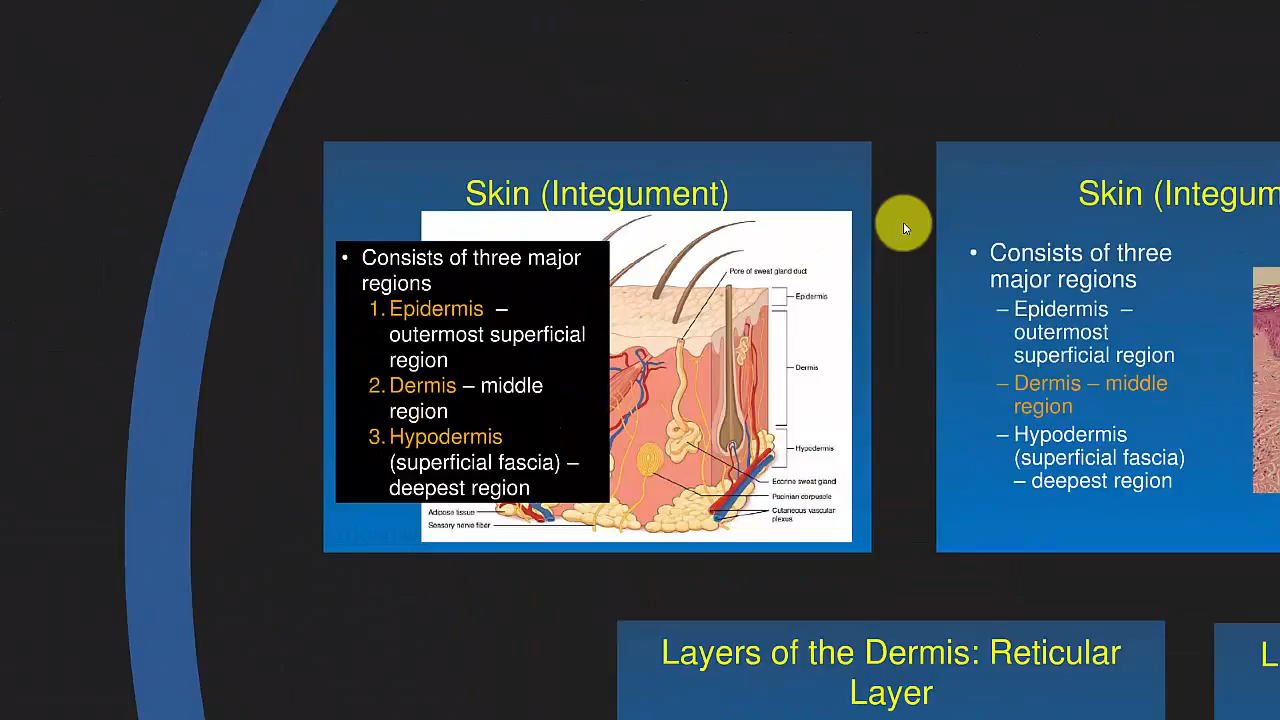 Skin (Integument)
• Consists of three major
regions
1. Epidermis –
outermost superficial
region
2. Dermis – middle
region
3. Hypodermis
(superficial fascia) –
deepest region
Pore of sweat gland duct
Epidermis
Dermis
Hypodermis
Eccrine sweat gland
Pacinian corpuscle
Cutaneous vascular
plexus
Adipose tissue
Sensory nerve fiber
Skin (Integum
• Consists of three
major regions
– Epidermis –
outermost
superficial region
– Dermis – middle
region
– Hypodermis
(superficial fascia)
– deepest region
Layers of the Dermis: Reticular
Layer
L